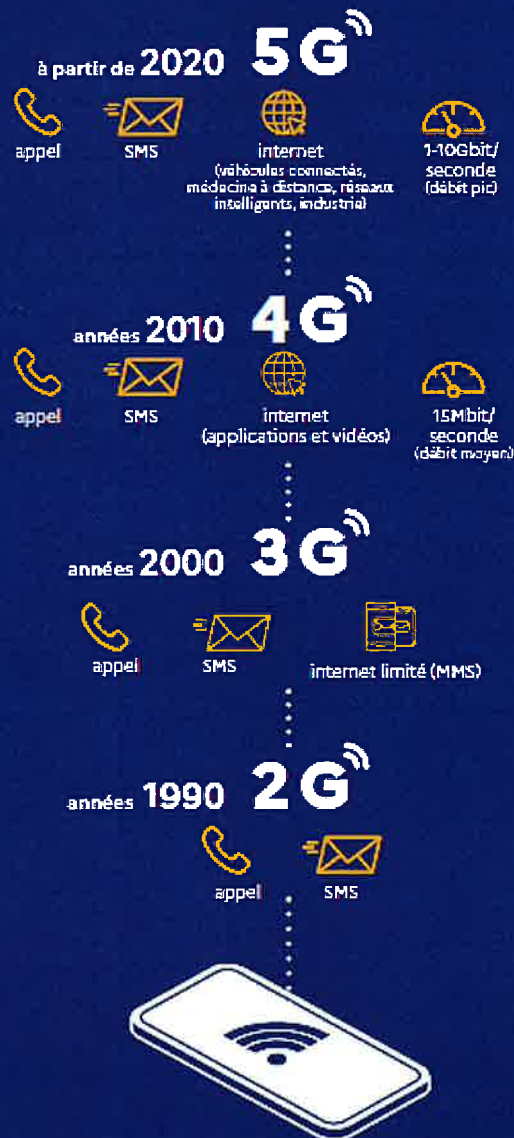 à partir de 2020 5G
appel
SMS
internet
(véhicules connectés,
médecine à distance, réseaux
intelligents, industrie)
1-10Gbit/
seconde
(débit pic)
années 2010 4G
appel
SMS
internet
(applications et vidéos)
15Mbit/
seconde
(débit moyen)
années 2000 3G
appel
SMS
internet limité (MMS)
années 1990 2G
appel
SMS